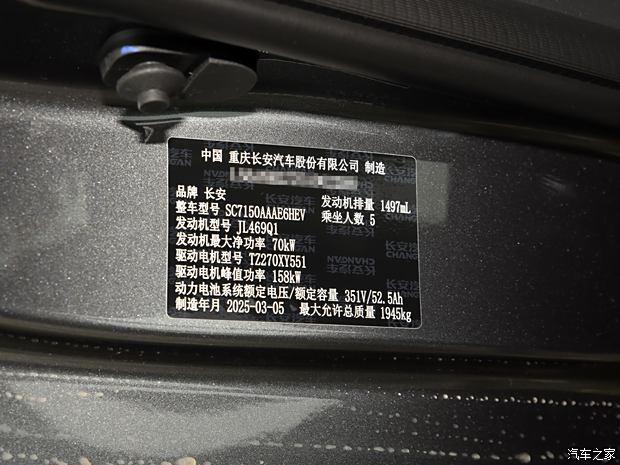 中国 重庆长安汽车股份有限公司 制造
品牌 长安
发动机排量 1497mL
整车型号 SC7150AAAE6HEV
乘坐人数 5
发动机型号 JL469Q1
发动机最大净功率 70kW
驱动电机型号 TZ270XY551
驱动电机峰值功率 158kW
动力电池系统额定电压/额定容量 351V/52.5Ah
制造年月 2025-03-05 最大允许总质量 1945kg
汽车之家